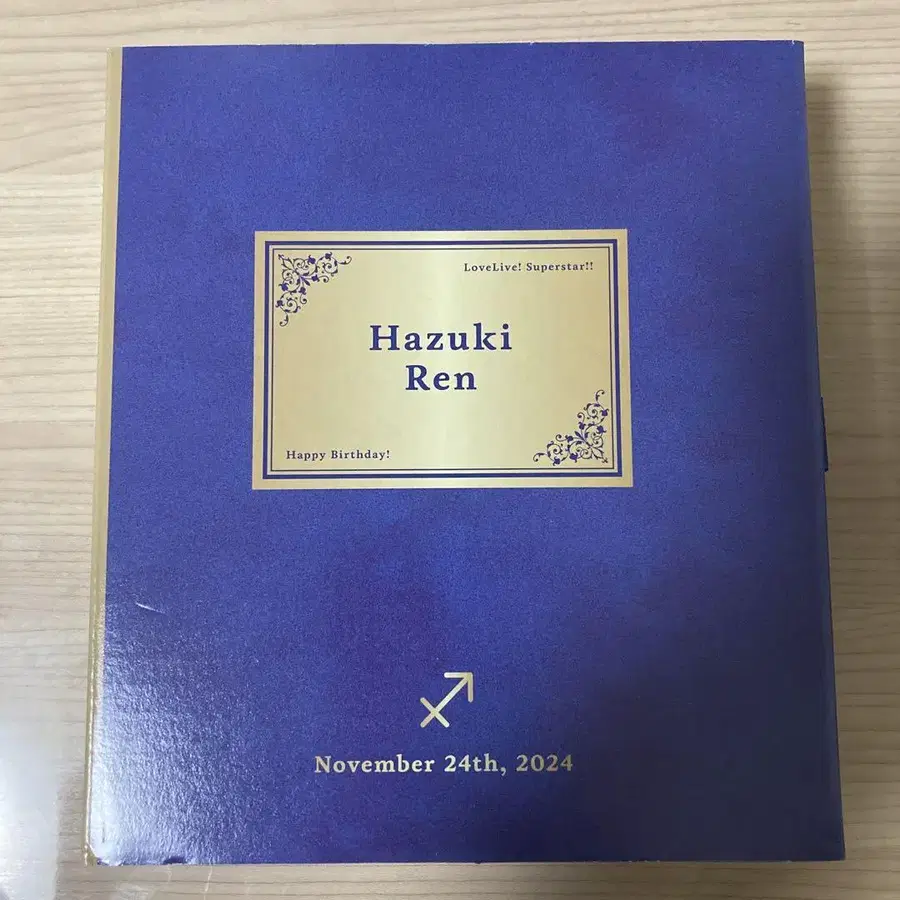 LoveLive! Superstar!!
Hazuki
Ren
Happy Birthday!
November 24th, 2024